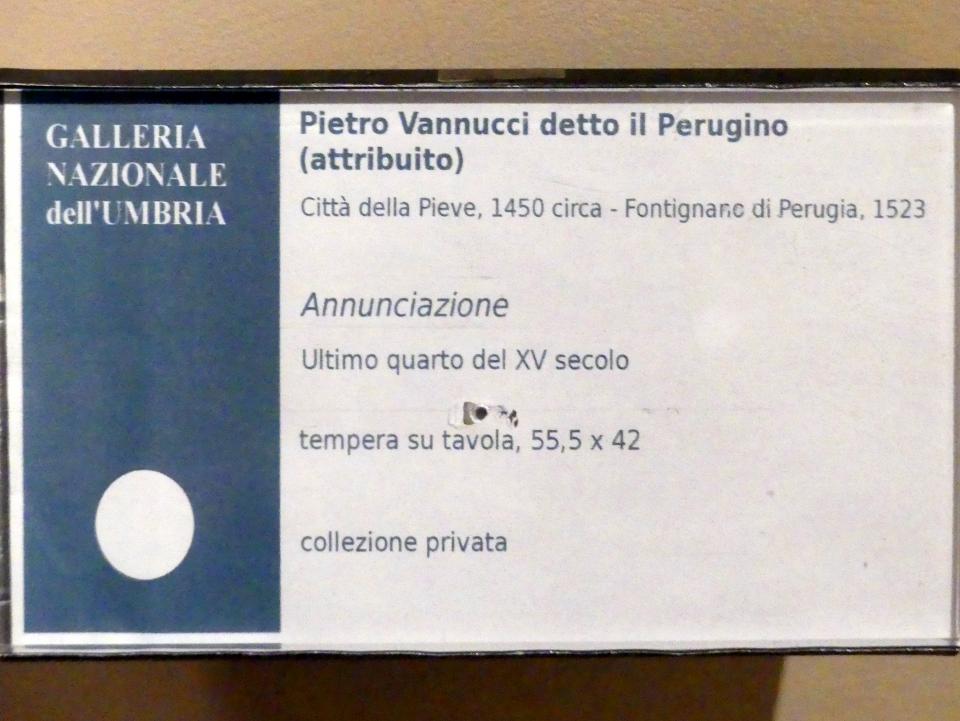 GALLERIA
NAZIONALE
dell'UMBRIA
Pietro Vannucci detto il Perugino
(attribuito)
Città della Pieve, 1450 circa - Fontignano di Perugia, 1523
Annunciazione
Ultimo quarto del XV secolo
tempera su tavola, 55,5 x 42
collezione privata